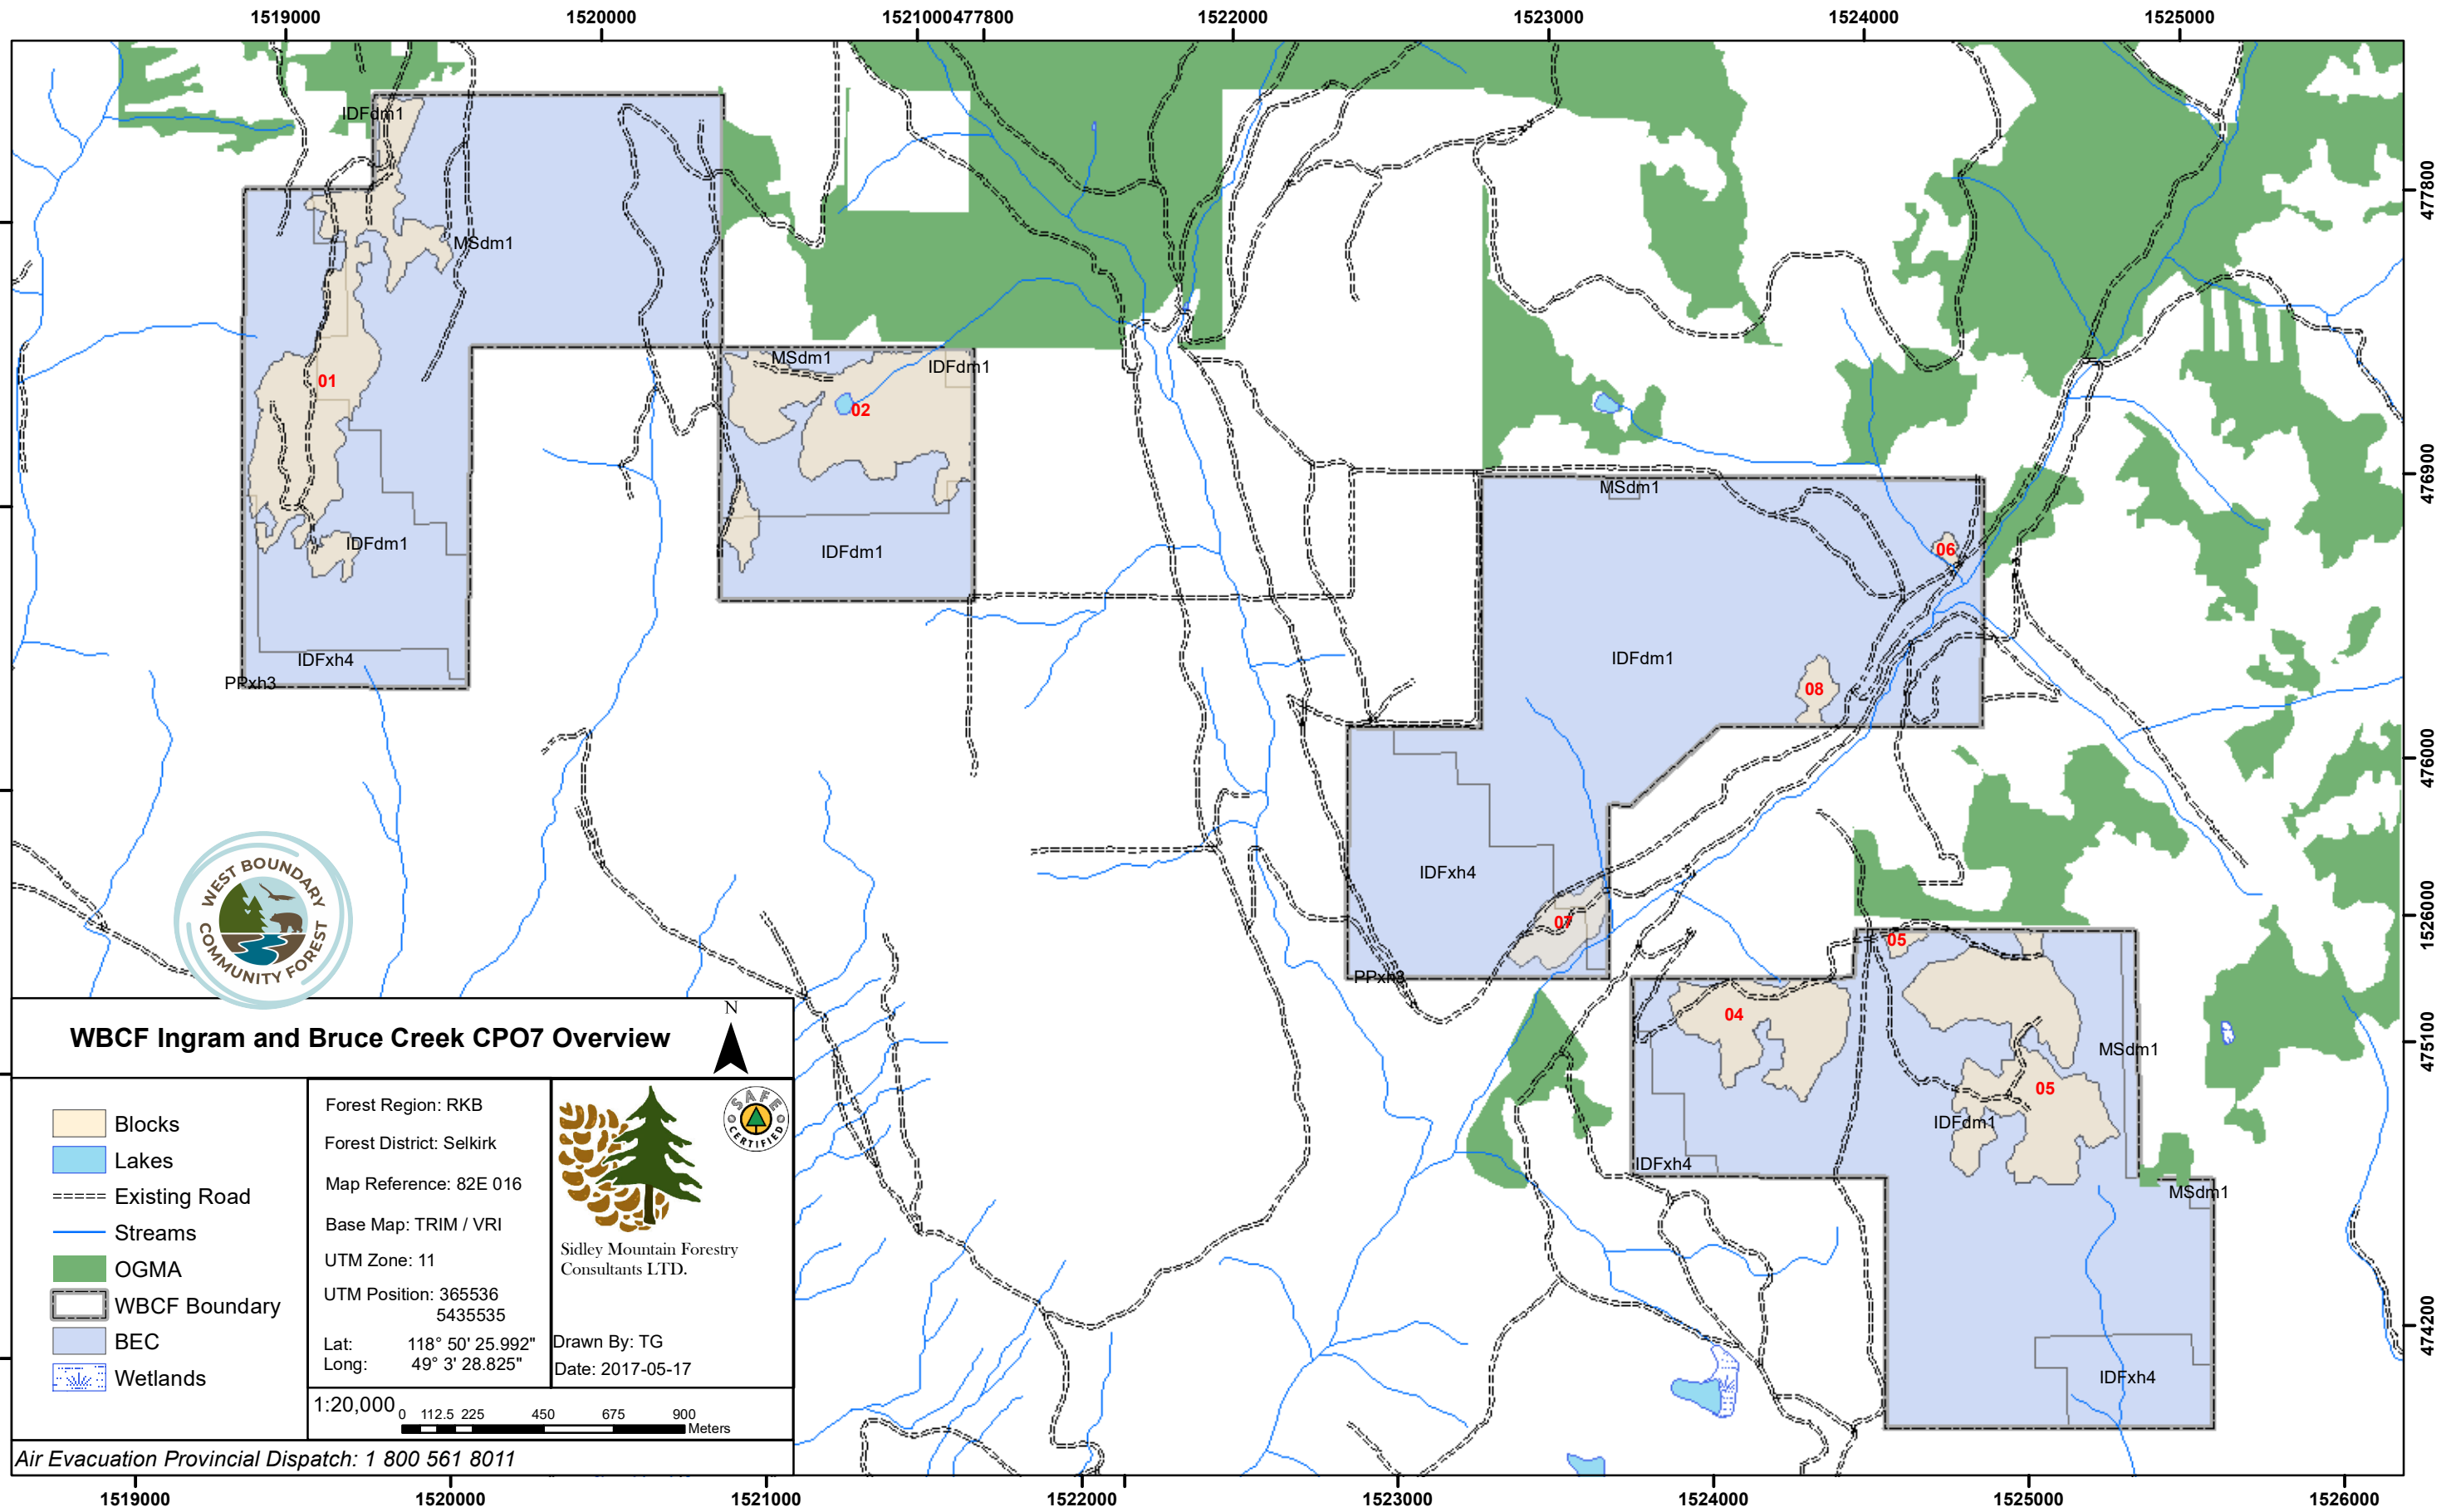 1519000 1520000 1521000477800 1522000 1523000 1524000 1525000
IDFdm1
477800
MSdm1
MSdm1
IDFdm1
01
02
476900
MSdm1
IDFdm1
06
IDFdm1
IDFxh4
IDFdm1
PPxh3
08
476000
IDFxh4
WEST BOUNDARY
COMMUNITY FOREST
07
05
1526000
PPxh3
04
475100
MSdm1
05
IDFdm1
IDFxh4
MSdm1
474200
IDFxh4
N
WBCF Ingram and Bruce Creek CPO7 Overview
Blocks
Lakes
Existing Road
Streams
OGMA
WBCF Boundary
BEC
Wetlands
Forest Region: RKB
Forest District: Selkirk
Map Reference: 82E 016
Base Map: TRIM / VRI
UTM Zone: 11
UTM Position: 365536
5435535
Lat: 118° 50' 25.992"
Long: 49° 3' 28.825"
SAFE
CERTIFIED
Sidley Mountain Forestry
Consultants LTD.
Drawn By: TG
Date: 2017-05-17
1:20,000
0 112.5 225 450 675 900
Meters
Air Evacuation Provincial Dispatch: 1 800 561 8011
1519000 1520000 1521000 1522000 1523000 1524000 1525000 1526000